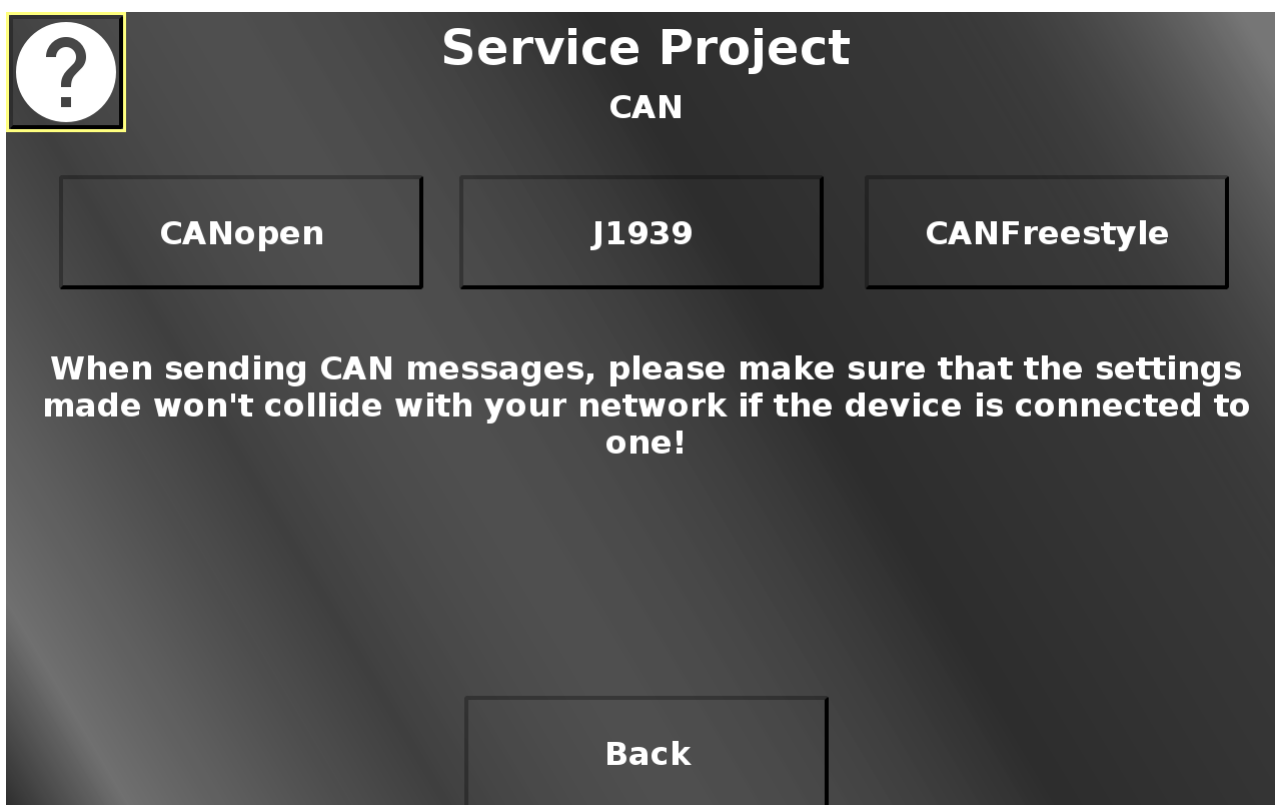 ?
Service Project
CAN
CANopen
J1939
CANFreestyle
When sending CAN messages, please make sure that the settings
made won't collide with your network if the device is connected to
one!
Back